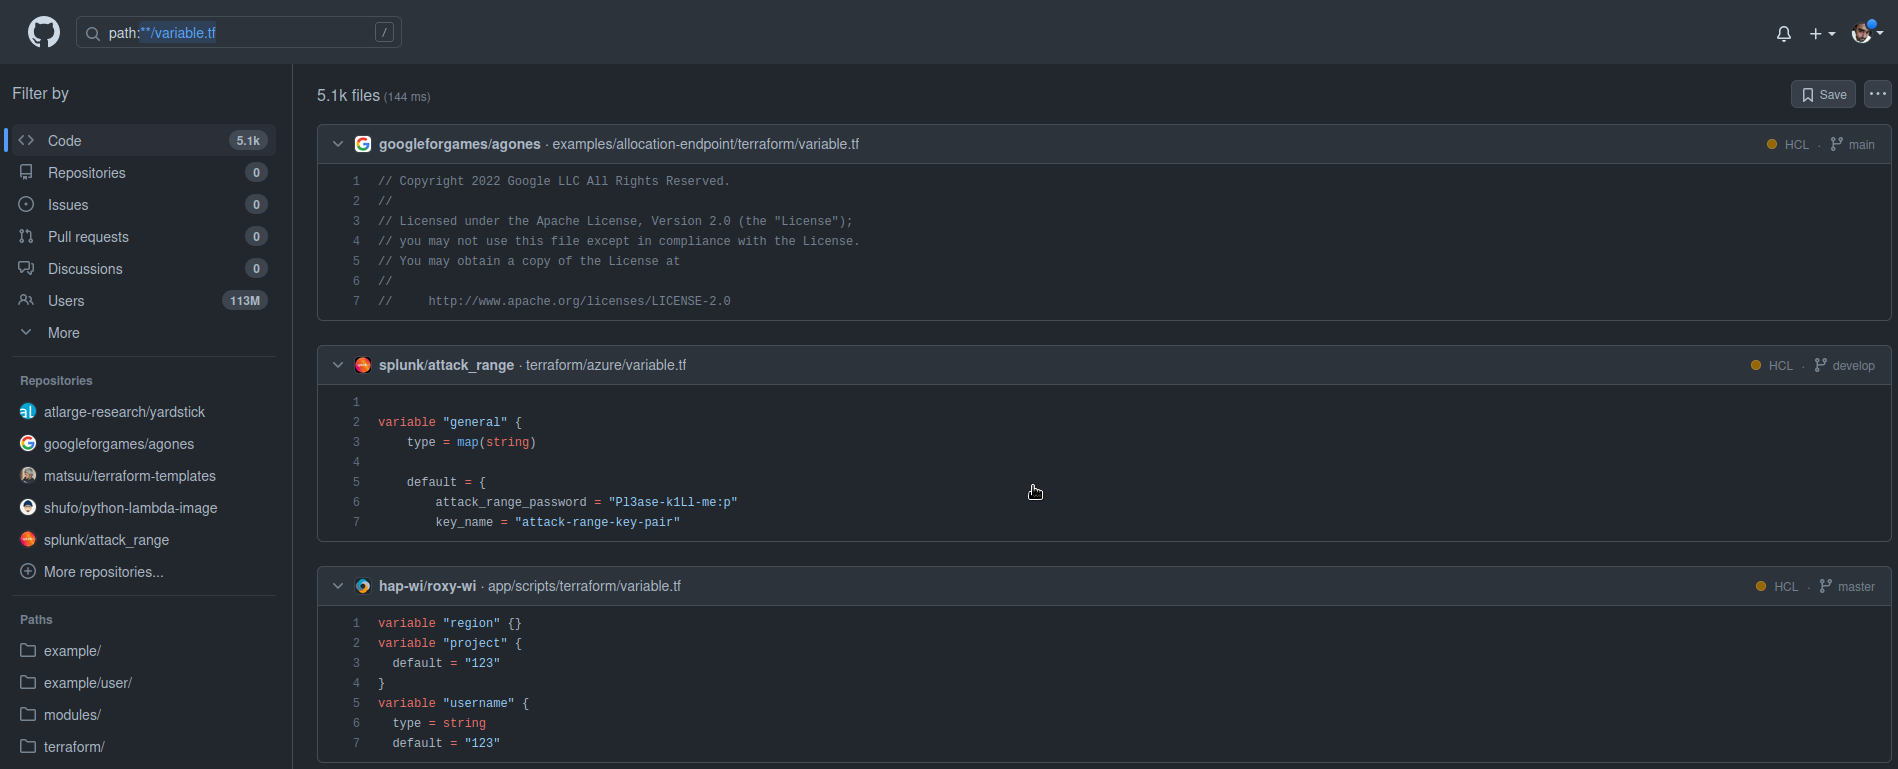 path:**/variable.tf
/
Filter by
Code 5.1k
Repositories 0
Issues 0
Pull requests 0
Discussions 0
Users 113M
More
Repositories
atlarge-research/yardstick
googleforgames/agones
matsuu/terraform-templates
shufo/python-lambda-image
splunk/attack_range
More repositories...
Paths
example/
example/user/
modules/
terraform/
5.1k files (144 ms)
Save
googleforgames/agones · examples/allocation-endpoint/terraform/variable.tf
HCL · main
1 // Copyright 2022 Google LLC All Rights Reserved.
2 //
3 // Licensed under the Apache License, Version 2.0 (the "License");
4 // you may not use this file except in compliance with the License.
5 // You may obtain a copy of the License at
6 //
7 //     http://www.apache.org/licenses/LICENSE-2.0
splunk/attack_range · terraform/azure/variable.tf
HCL · develop
1
2 variable "general" {
3     type = map(string)
4
5     default = {
6         attack_range_password = "Pl3ase-k1Ll-me:p"
7         key_name = "attack-range-key-pair"
hap-wi/roxy-wi · app/scripts/terraform/variable.tf
HCL · master
1 variable "region" {}
2 variable "project" {
3   default = "123"
4 }
5 variable "username" {
6   type = string
7   default = "123"